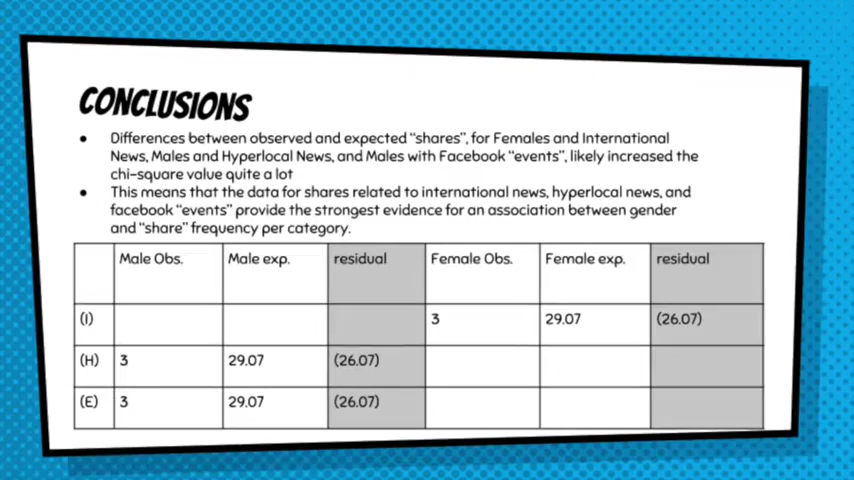 CONCLUSIONS
● Differences between observed and expected “shares”, for Females and International
News, Males and Hyperlocal News, and Males with Facebook “events”, likely increased the
chi-square value quite a lot
● This means that the data for shares related to international news, hyperlocal news, and
facebook “events” provide the strongest evidence for an association between gender
and “share” frequency per category.
Male Obs. Male exp. residual Female Obs. Female exp. residual
(I) 3 29.07 (26.07)
(H) 3 29.07 (26.07)
(E) 3 29.07 (26.07)